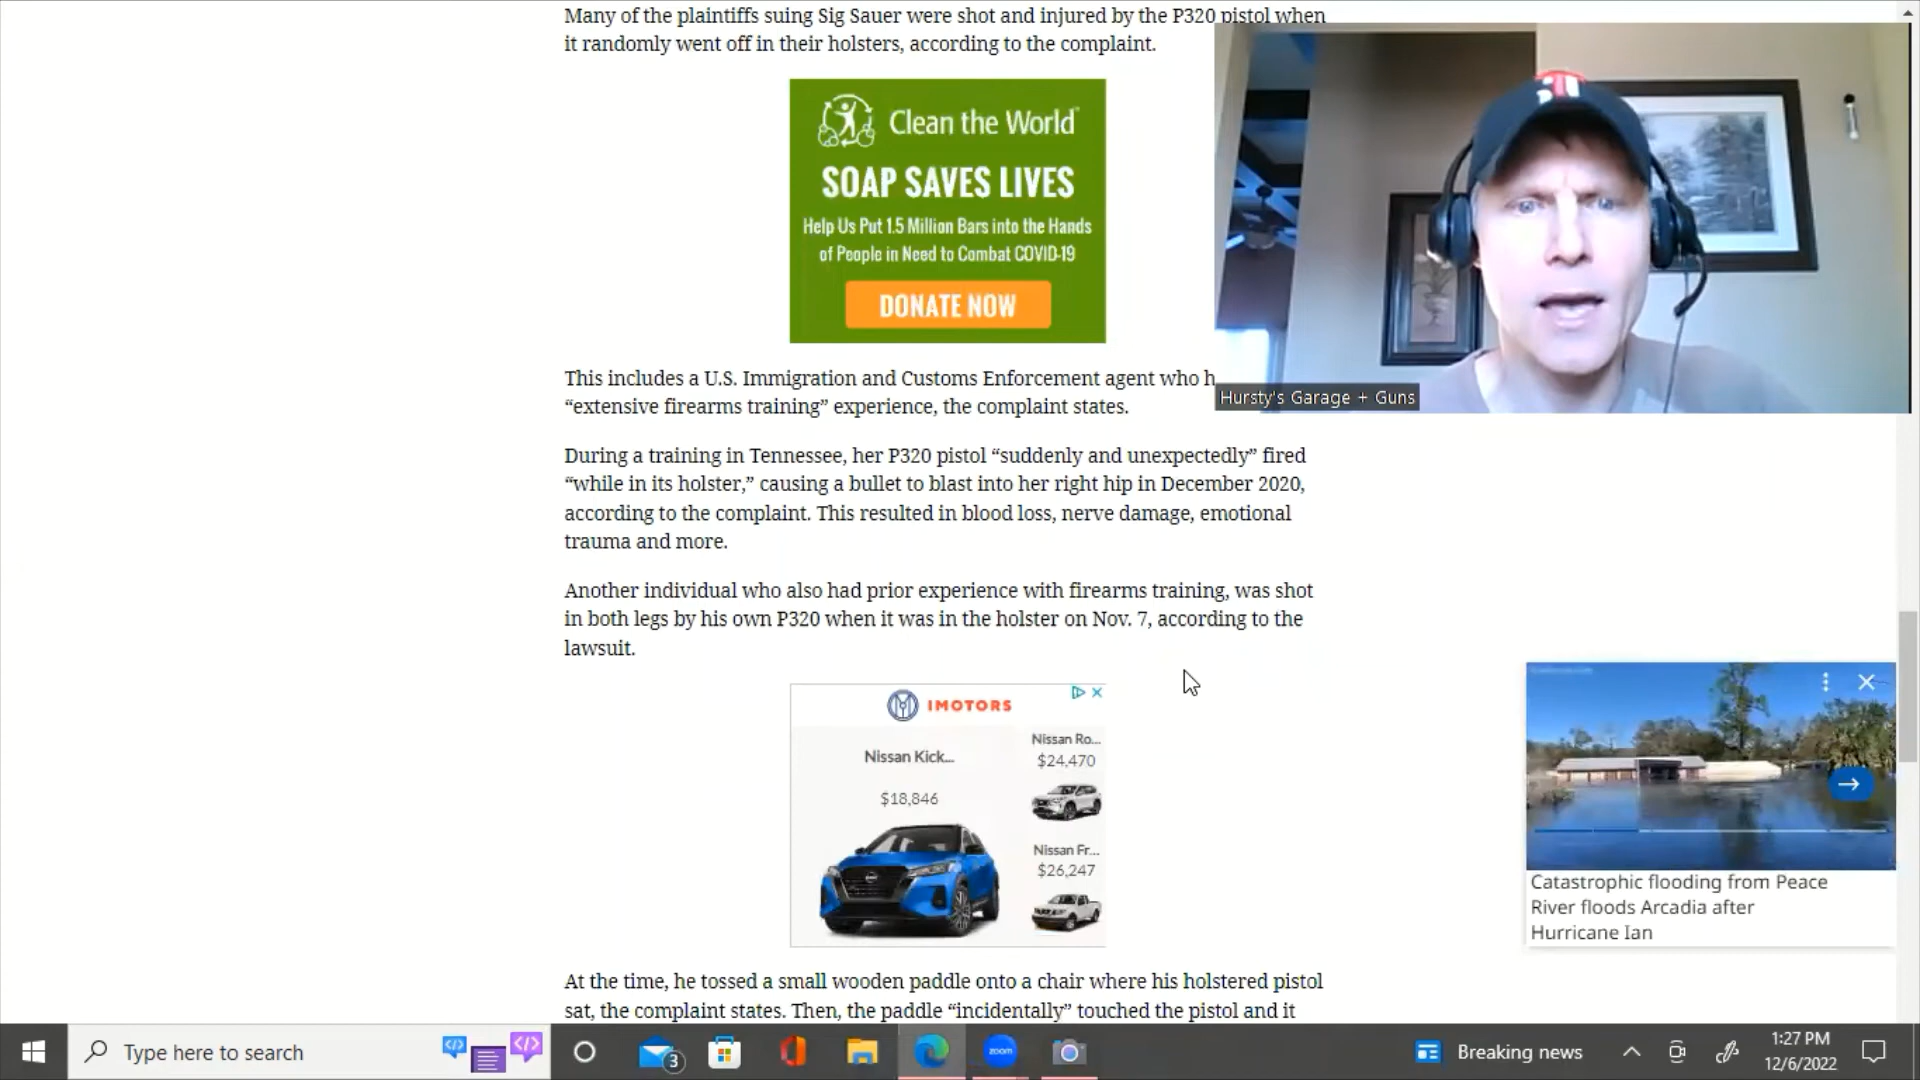 Many of the plaintiffs suing Sig Sauer were shot and injured by the P320 pistol when
it randomly went off in their holsters, according to the complaint.
Clean the World
SOAP SAVES LIVES
Help Us Put 1.5 Million Bars into the Hands
of People in Need to Combat COVID-19
DONATE NOW
This includes a U.S. Immigration and Customs Enforcement agent who h
“extensive firearms training” experience, the complaint states.
Hursty's Garage + Guns
During a training in Tennessee, her P320 pistol “suddenly and unexpectedly” fired
“while in its holster,” causing a bullet to blast into her right hip in December 2020,
according to the complaint. This resulted in blood loss, nerve damage, emotional
trauma and more.
Another individual who also had prior experience with firearms training, was shot
in both legs by his own P320 when it was in the holster on Nov. 7, according to the
lawsuit.
IMOTORS
Nissan Kick...
$18,846
Nissan Ro...
$24,470
Nissan Fr...
$26,247
Catastrophic flooding from Peace
River floods Arcadia after
Hurricane Ian
At the time, he tossed a small wooden paddle onto a chair where his holstered pistol
sat, the complaint states. Then, the paddle “incidentally” touched the pistol and it
Type here to search
3
zoom
Breaking news
1:27 PM
12/6/2022